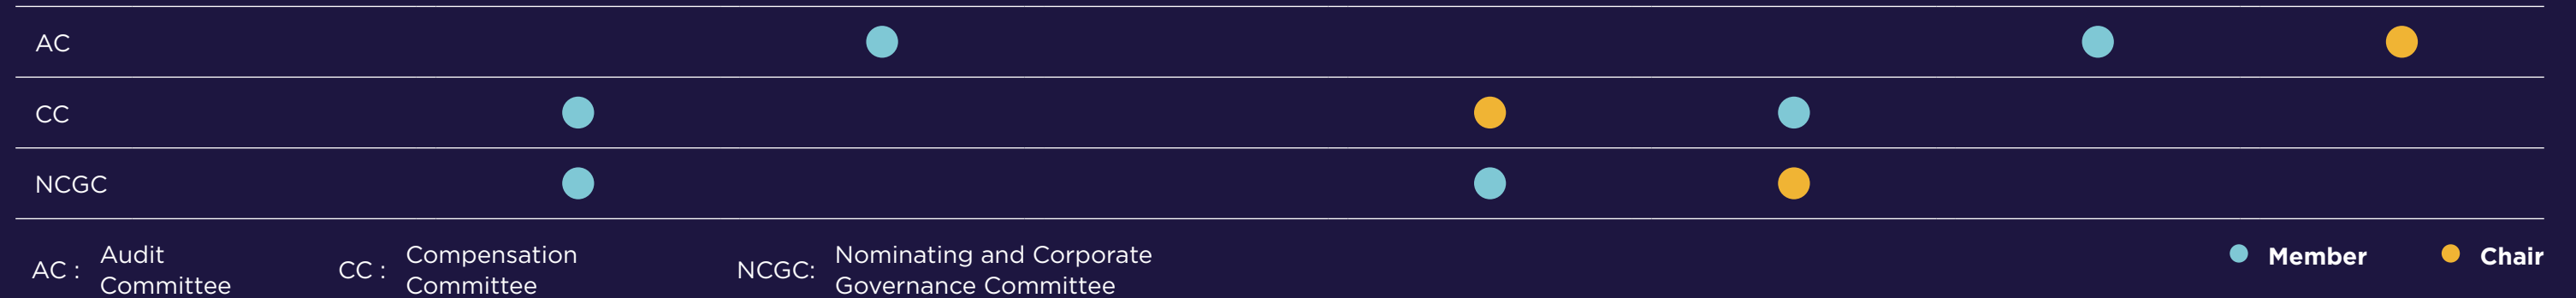 AC
CC
NCGC
AC :
Audit
Committee
CC :
Compensation
Committee
NCGC:
Nominating and Corporate
Governance Committee
Member
Chair